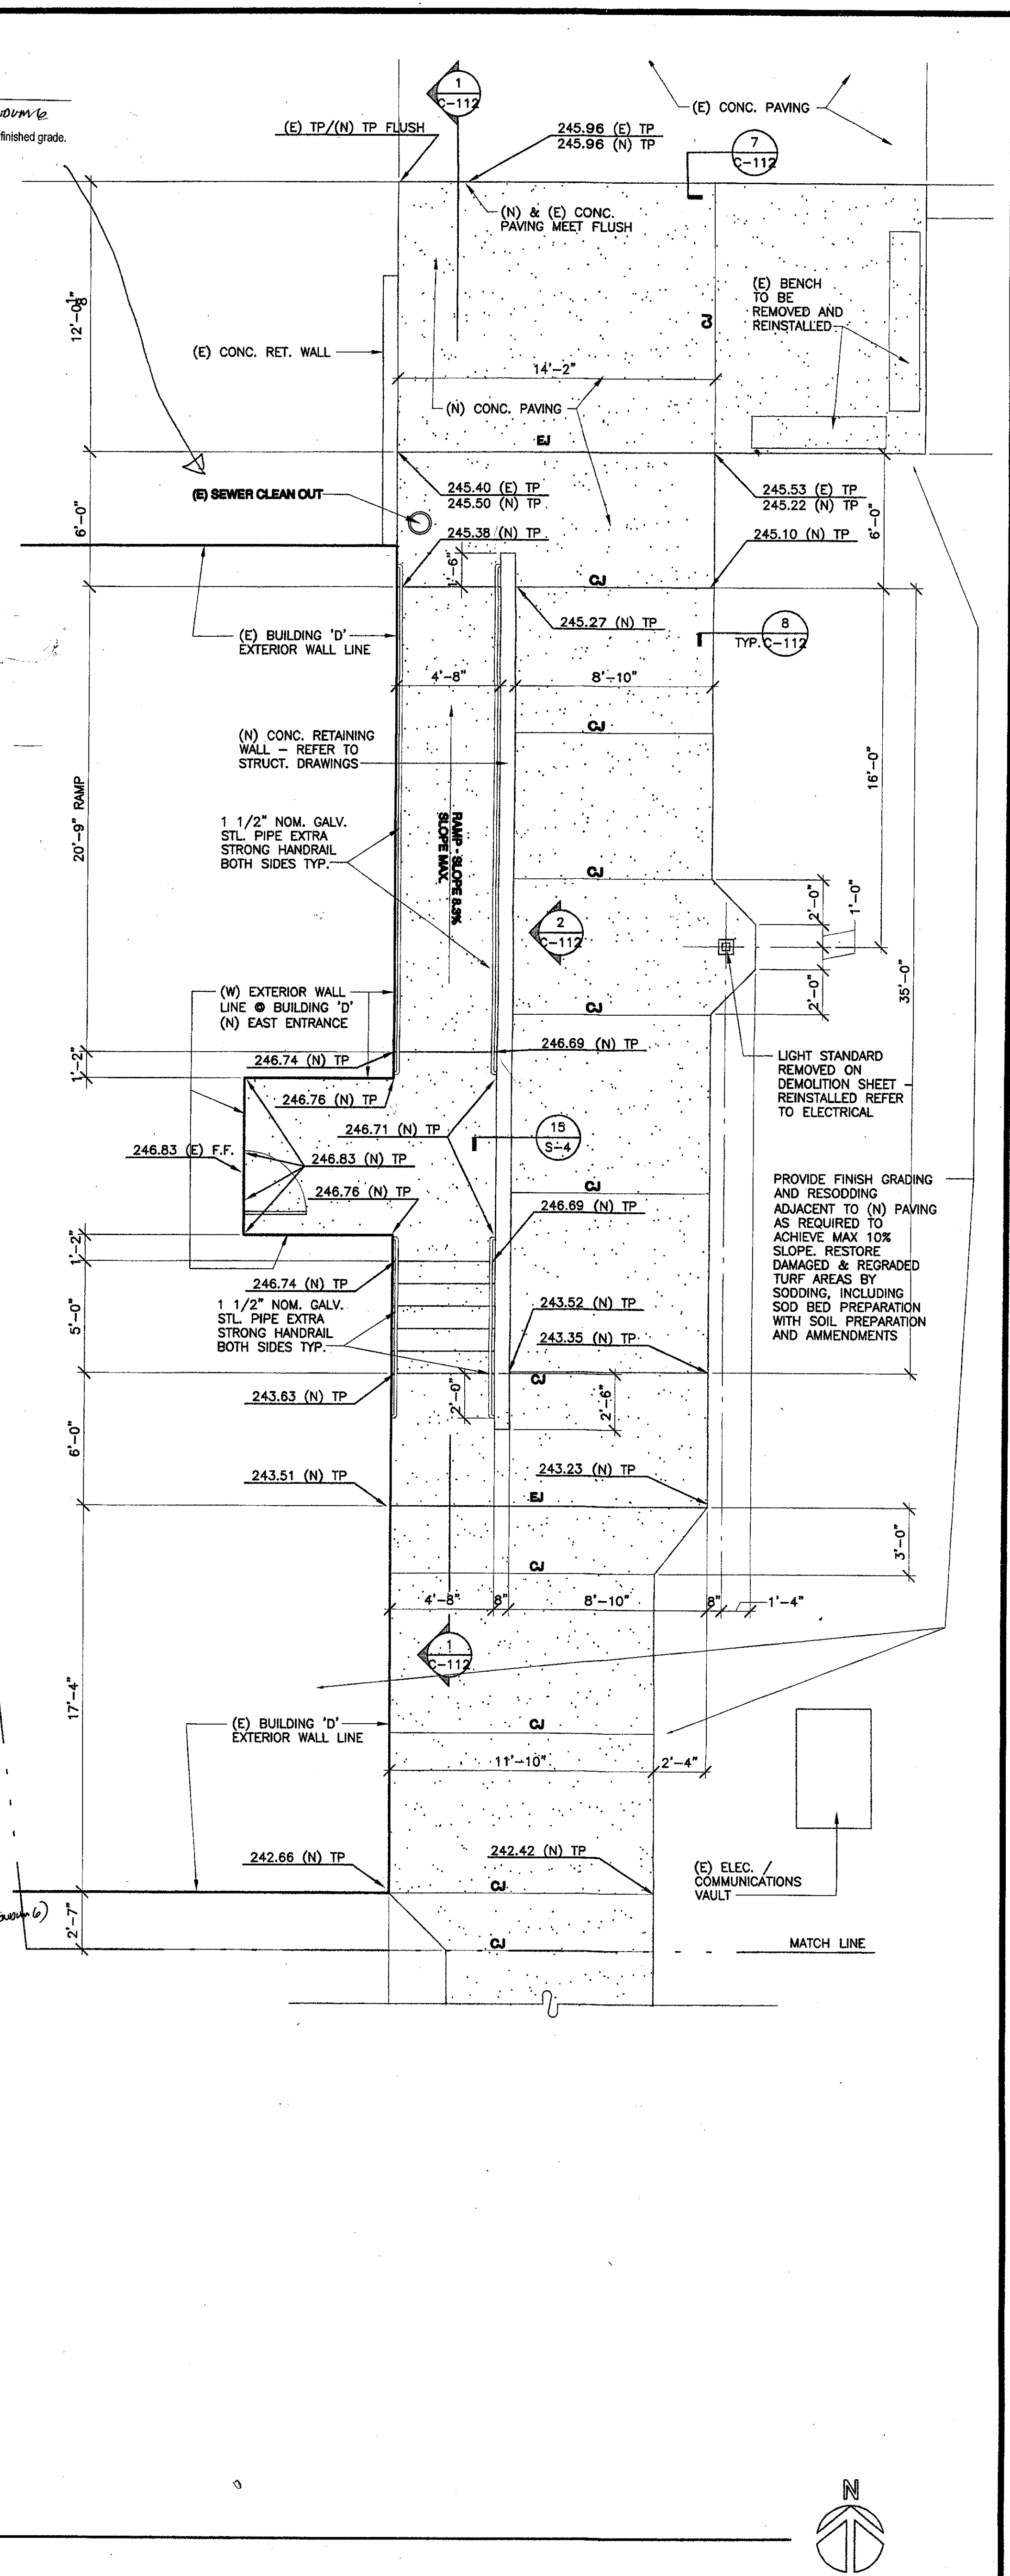 finished grade.
1
C-112
(E) CONC. PAVING
(E) TP/(N) TP FLUSH
245.96 (E) TP
245.96 (N) TP
7
C-112
(N) & (E) CONC.
PAVING MEET FLUSH
12'-0 1/8"
(E) BENCH
TO BE
REMOVED AND
REINSTALLED
CJ
(E) CONC. RET. WALL
14'-2"
(N) CONC. PAVING
EJ
(E) SEWER CLEAN OUT
245.40 (E) TP
245.50 (N) TP
245.53 (E) TP
245.22 (N) TP
6'-0"
6'-0"
245.38 (N) TP
245.10 (N) TP
1'-6"
CJ
245.27 (N) TP
8
TYP. C-112
(E) BUILDING 'D'
EXTERIOR WALL LINE
4'-8"
8'-10"
CJ
(N) CONC. RETAINING
WALL – REFER TO
STRUCT. DRAWINGS
16'-0"
20'-9" RAMP
1 1/2" NOM. GALV.
STL. PIPE EXTRA
STRONG HANDRAIL
BOTH SIDES TYP.
RAMP - SLOPE 8.3%
SLOPE MAX.
CJ
2'-0"
1'-0"
2
C-112
2'-0"
35'-0"
(W) EXTERIOR WALL
LINE @ BUILDING 'D'
(N) EAST ENTRANCE
CJ
1'-2"
246.74 (N) TP
246.69 (N) TP
LIGHT STANDARD
REMOVED ON
DEMOLITION SHEET –
REINSTALLED REFER
TO ELECTRICAL
246.76 (N) TP
246.71 (N) TP
15
S-4
246.83 (E) F.F.
246.83 (N) TP
246.76 (N) TP
CJ
246.69 (N) TP
PROVIDE FINISH GRADING
AND RESODDING
ADJACENT TO (N) PAVING
AS REQUIRED TO
ACHIEVE MAX 10%
SLOPE. RESTORE
DAMAGED & REGRADED
TURF AREAS BY
SODDING, INCLUDING
SOD BED PREPARATION
WITH SOIL PREPARATION
AND AMMENDMENTS
1'-2"
246.74 (N) TP
1 1/2" NOM. GALV.
STL. PIPE EXTRA
STRONG HANDRAIL
BOTH SIDES TYP.
5'-0"
243.52 (N) TP
243.35 (N) TP
243.63 (N) TP
CJ
2'-0"
2'-6"
6'-0"
243.51 (N) TP
243.23 (N) TP
EJ
3'-0"
CJ
4'-8"
8"
8'-10"
8"
1'-4"
1
C-112
17'-4"
(E) BUILDING 'D'
EXTERIOR WALL LINE
CJ
11'-10"
2'-4"
242.66 (N) TP
242.42 (N) TP
(E) ELEC. /
COMMUNICATIONS
VAULT
CJ
2'-7"
CJ
MATCH LINE
N